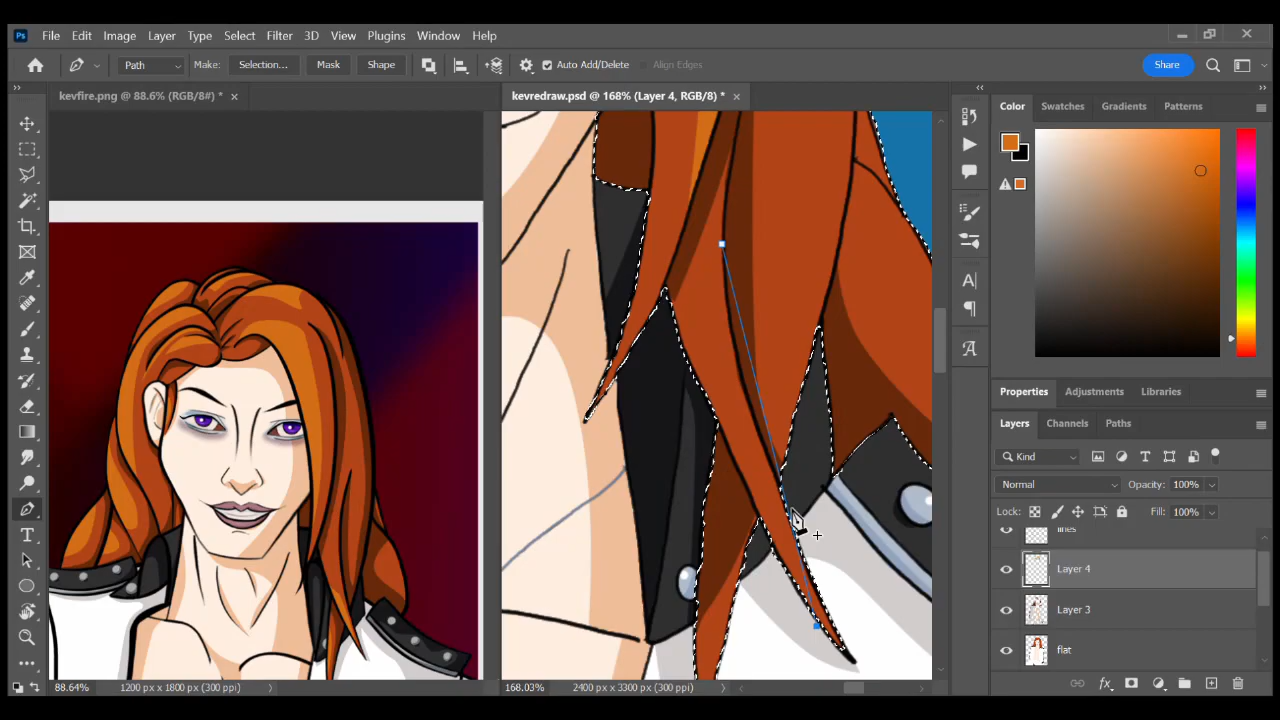 Ps File Edit Image Layer Type Select Filter 3D View Plugins Window Help
Path Make: Selection... Mask Shape Auto Add/Delete Align Edges Share
kevfire.png @ 88.6% (RGB/8#) *
kevredraw.psd @ 168% (Layer 4, RGB/8) *
Color Swatches Gradients Patterns
Properties Adjustments Libraries
Layers Channels Paths
Kind
Normal Opacity: 100%
Lock: Fill: 100%
lines
Layer 4
Layer 3
flat
88.64% 1200 px x 1800 px (300 ppi)
168.03% 2400 px x 3300 px (300 ppi)